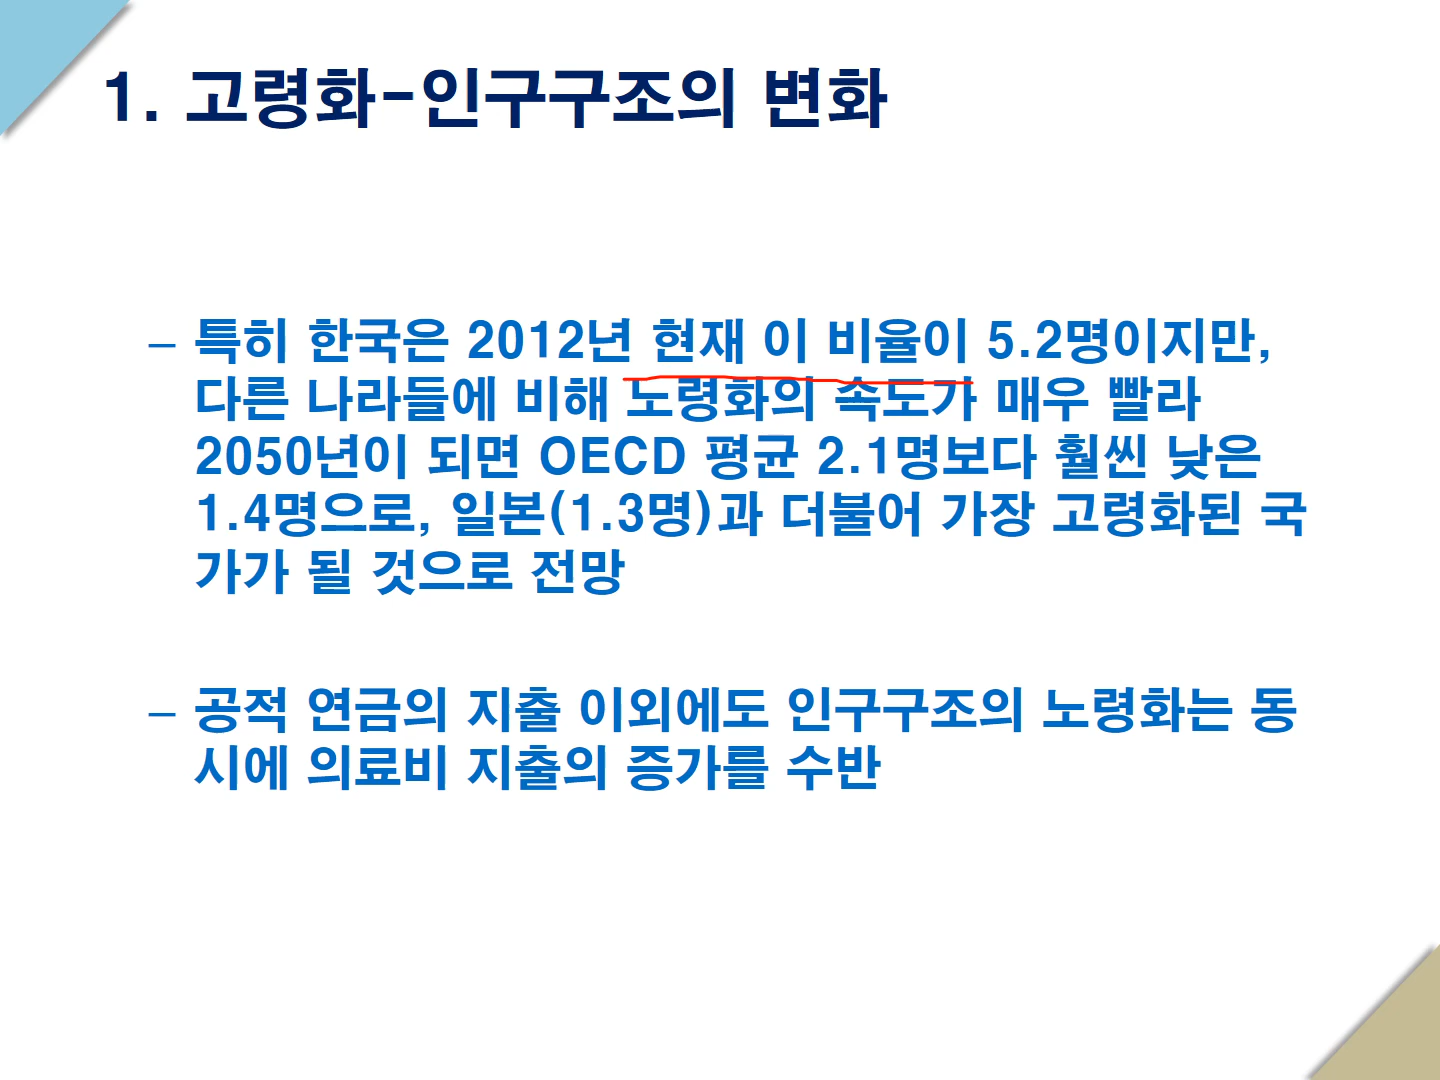 1. 고령화-인구구조의 변화
– 특히 한국은 2012년 현재 이 비율이 5.2명이지만,
다른 나라들에 비해 노령화의 속도가 매우 빨라
2050년이 되면 OECD 평균 2.1명보다 훨씬 낮은
1.4명으로, 일본(1.3명)과 더불어 가장 고령화된 국
가가 될 것으로 전망
– 공적 연금의 지출 이외에도 인구구조의 노령화는 동
시에 의료비 지출의 증가를 수반